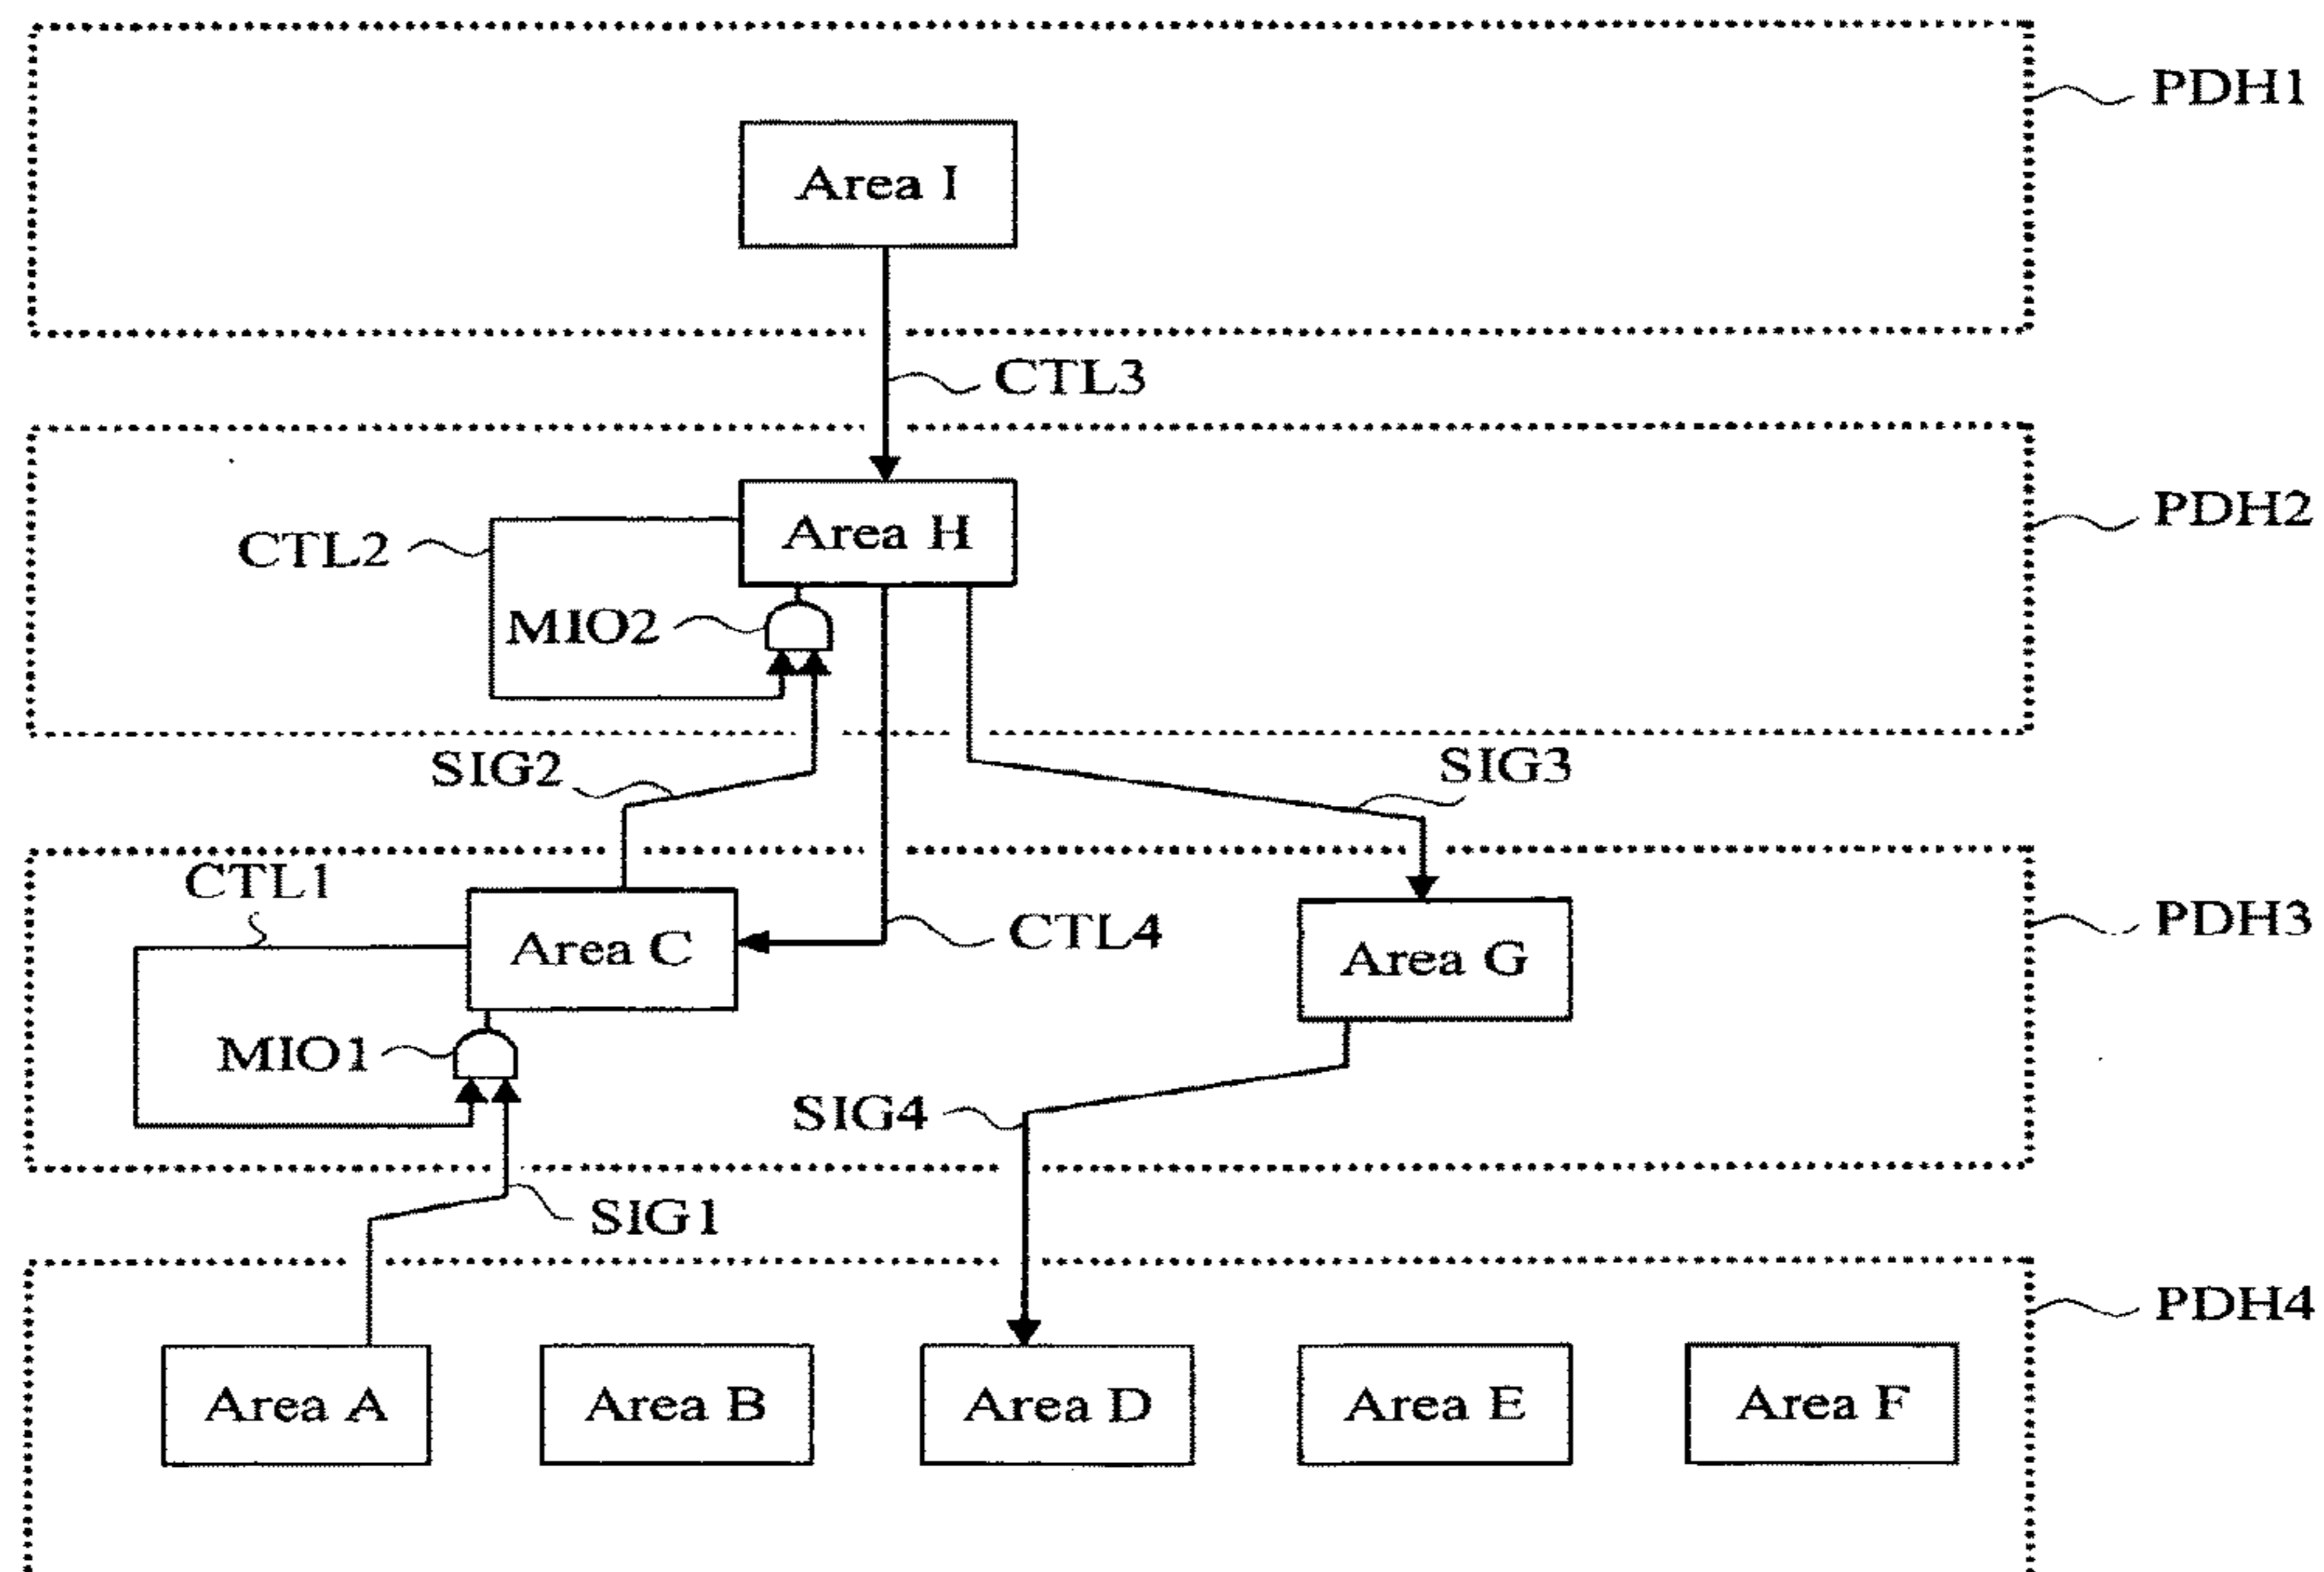 PDH1
Area I
CTL3
PDH2
Area H
CTL2
MIO2
SIG2
SIG3
CTL1
PDH3
Area C
CTL4
Area G
MIO1
SIG4
SIG1
PDH4
Area A
Area B
Area D
Area E
Area F